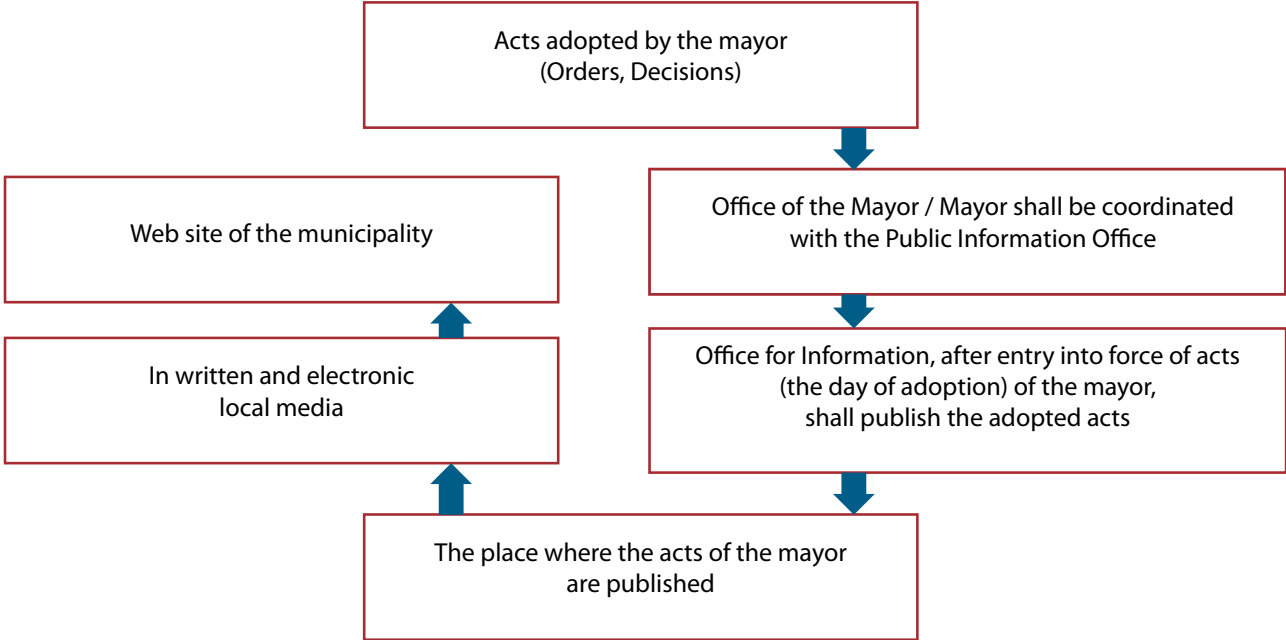 Acts adopted by the mayor
(Orders, Decisions)
Office of the Mayor / Mayor shall be coordinated
with the Public Information Office
Office for Information, after entry into force of acts
(the day of adoption) of the mayor,
shall publish the adopted acts
The place where the acts of the mayor
are published
In written and electronic
local media
Web site of the municipality